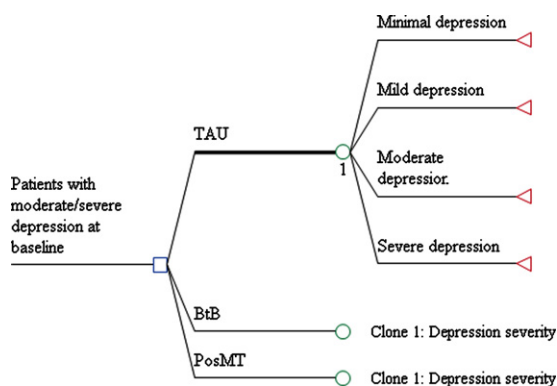 Minimal depression
Mild depression
TAU
1
Moderate
depression.
Patients with
moderate/severe
depression at
baseline
Severe depression
BtB
Clone 1: Depression severity
PosMT
Clone 1: Depression severity